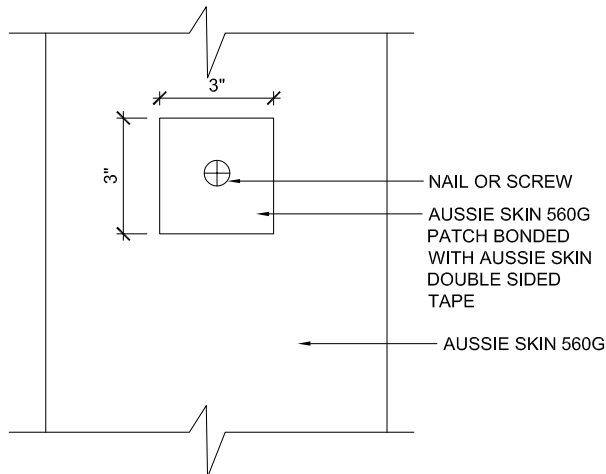 3"
3"
NAIL OR SCREW
AUSSIE SKIN 560G
PATCH BONDED
WITH AUSSIE SKIN
DOUBLE SIDED
TAPE
AUSSIE SKIN 560G